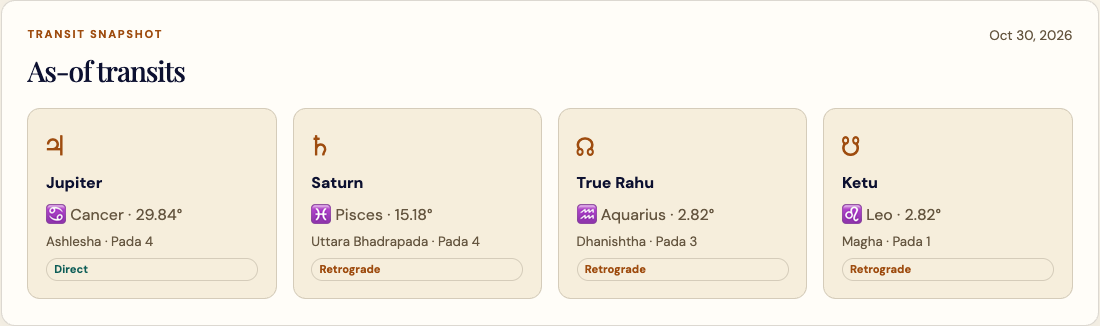 TRANSIT SNAPSHOT
Oct 30, 2026
As-of transits
♃
Jupiter
♋ Cancer · 29.84°
Ashlesha · Pada 4
Direct
♄
Saturn
♓ Pisces · 15.18°
Uttara Bhadrapada · Pada 4
Retrograde
☊
True Rahu
♒ Aquarius · 2.82°
Dhanishtha · Pada 3
Retrograde
☋
Ketu
♌ Leo · 2.82°
Magha · Pada 1
Retrograde